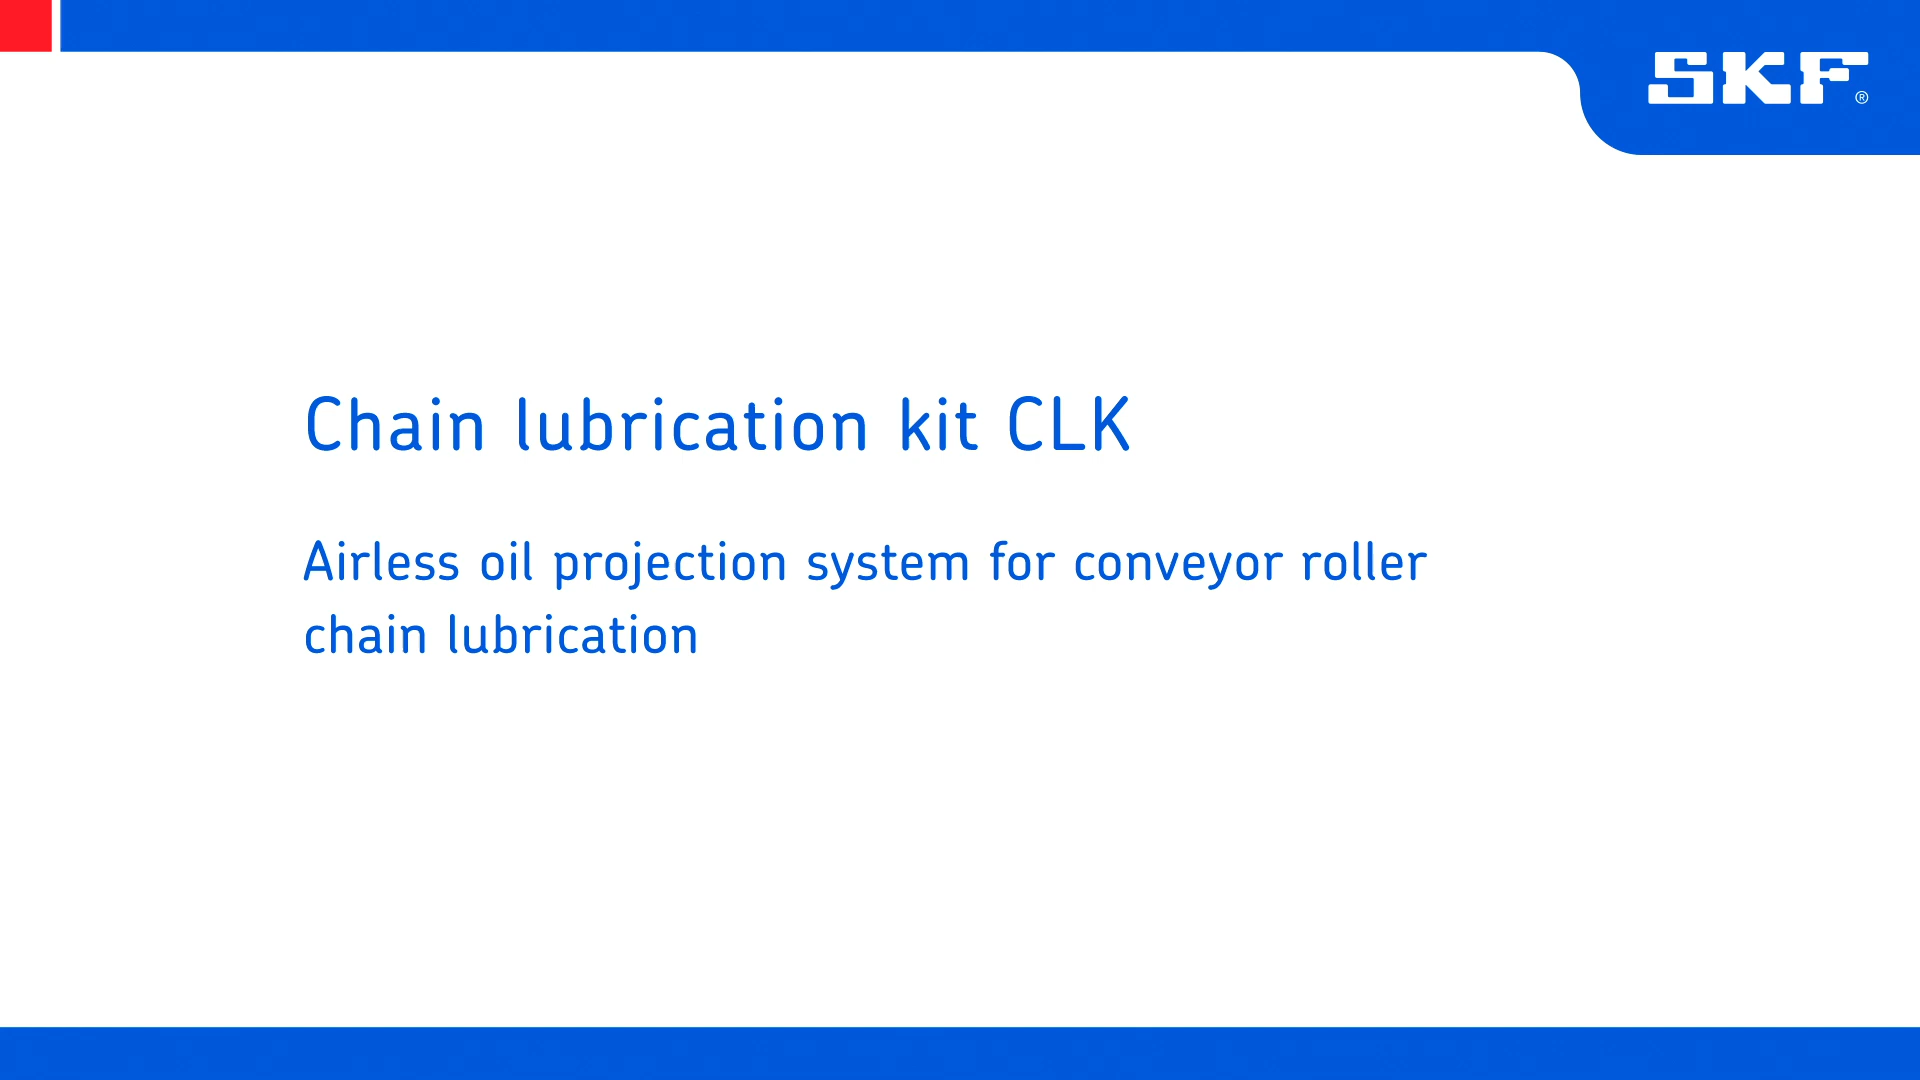 SKF®
Chain lubrication kit CLK
Airless oil projection system for conveyor roller
chain lubrication